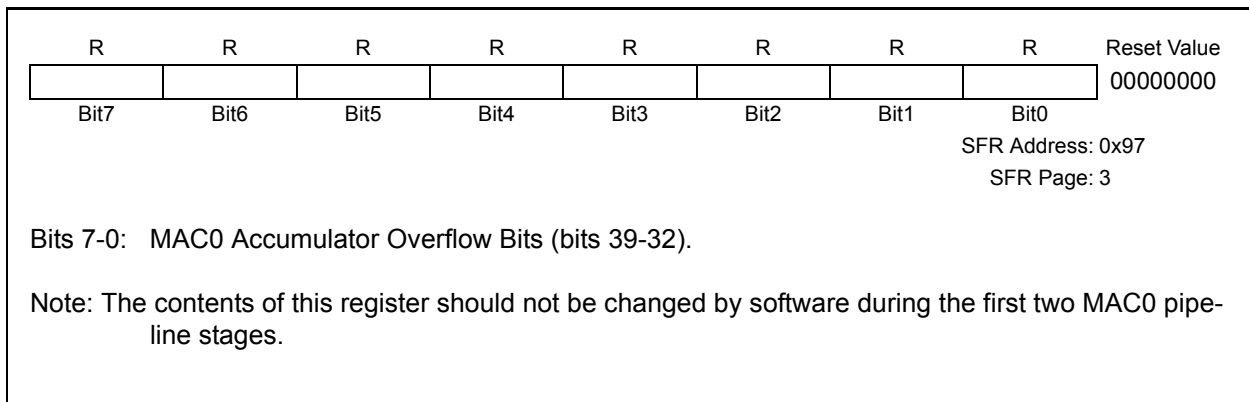 R R R R R R R R Reset Value
00000000
Bit7 Bit6 Bit5 Bit4 Bit3 Bit2 Bit1 Bit0
SFR Address: 0x97
SFR Page: 3
Bits 7-0: MAC0 Accumulator Overflow Bits (bits 39-32).
Note: The contents of this register should not be changed by software during the first two MAC0 pipe-
line stages.